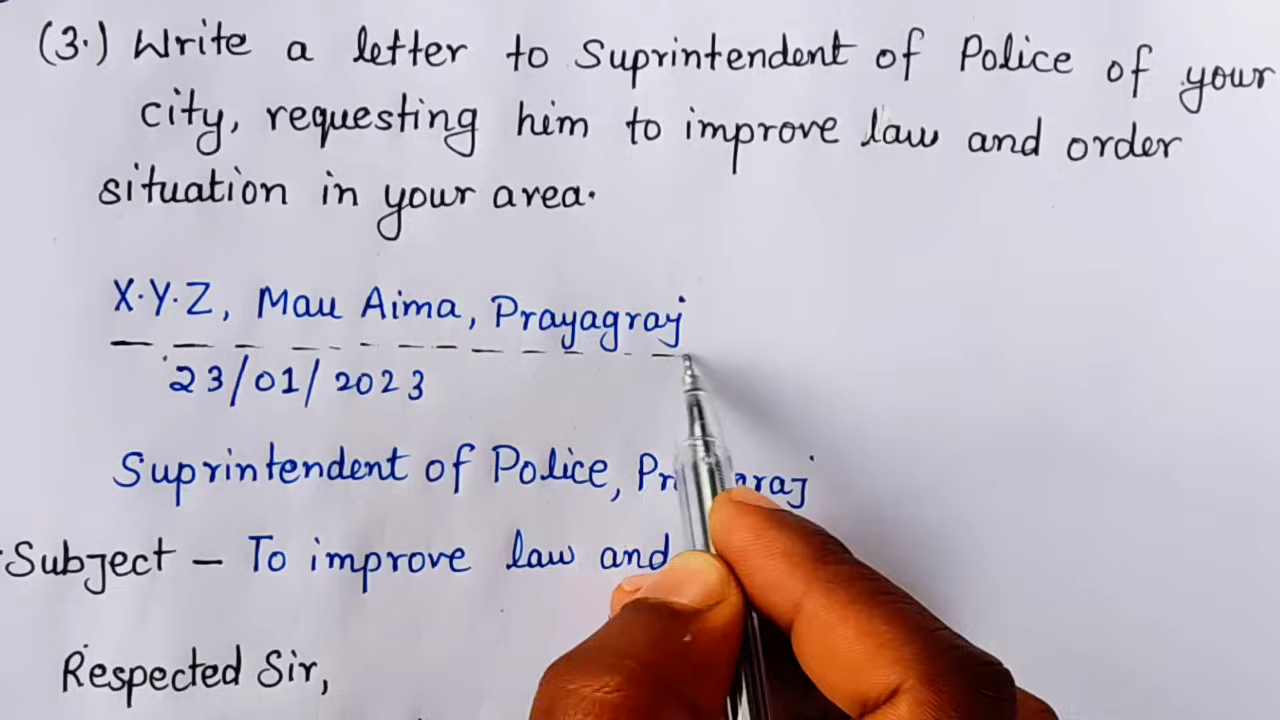 (3.) Write a letter to Suprintendent of Police of your
city, requesting him to improve law and order
situation in your area.
X.Y.Z, Mau Aima, Prayagraj
23/01/2023
Suprintendent of Police,
Subject – To improve law and
Respected Sir,